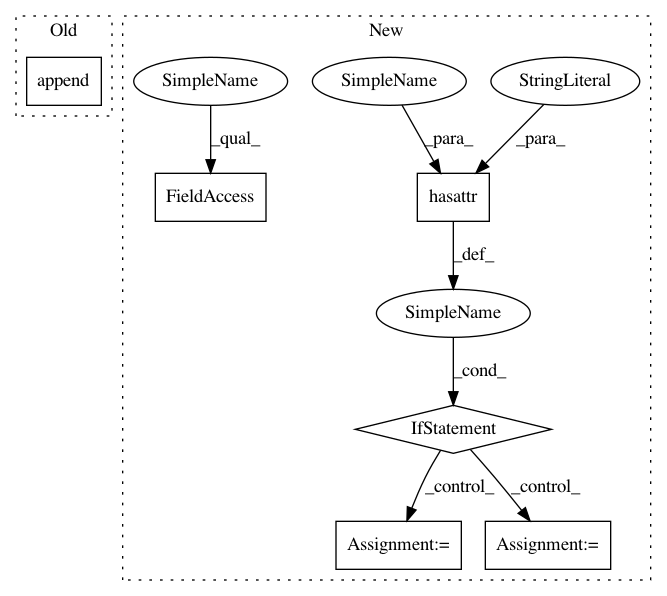 Old
New
append
SimpleName
SimpleName
StringLiteral
_qual_
_para_
_para_
FieldAccess
hasattr
_def_
SimpleName
_cond_
IfStatement
_control_
_control_
Assignment:=
Assignment:=